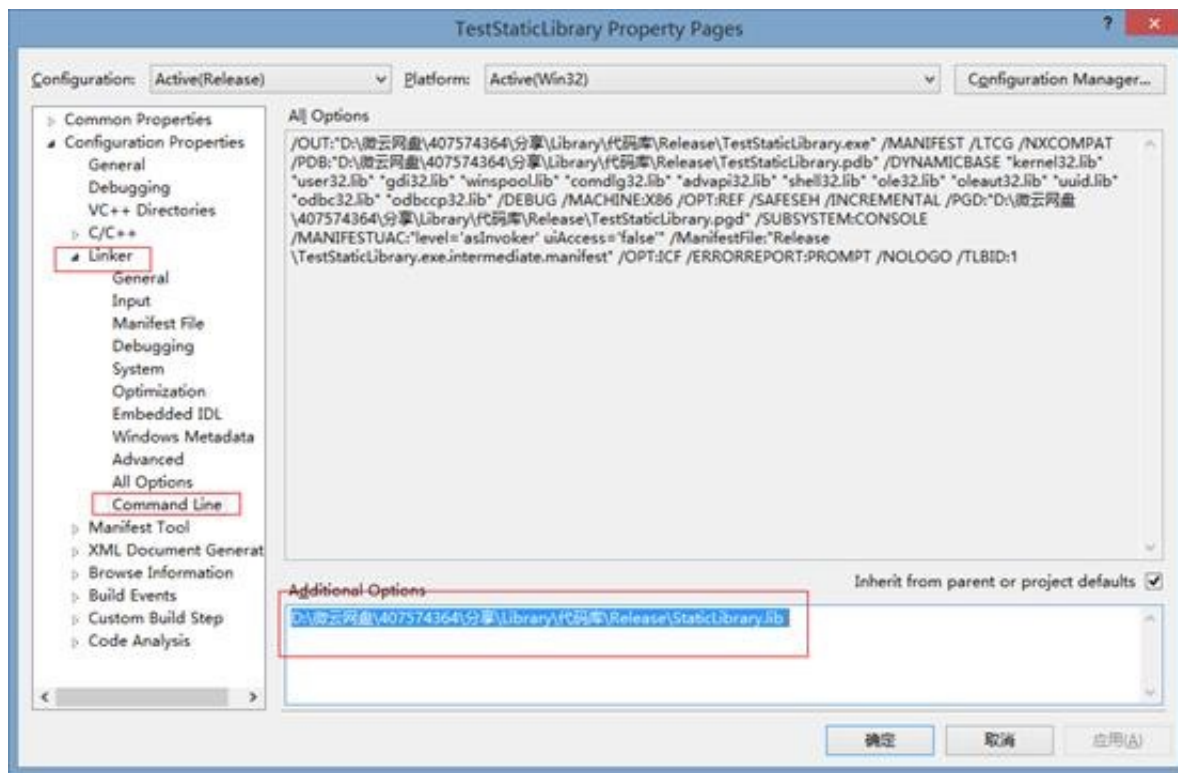 TestStaticLibrary Property Pages
?
Configuration:
Active(Release)
Platform:
Active(Win32)
Configuration Manager...
Common Properties
Configuration Properties
General
Debugging
VC++ Directories
C/C++
Linker
General
Input
Manifest File
Debugging
System
Optimization
Embedded IDL
Windows Metadata
Advanced
All Options
Command Line
Manifest Tool
XML Document Generat
Browse Information
Build Events
Custom Build Step
Code Analysis
All Options
/OUT:"D:\微云网盘\407574364\分享\Library\代码库\Release\TestStaticLibrary.exe" /MANIFEST /LTCG /NXCOMPAT
/PDB:"D:\微云网盘\407574364\分享\Library\代码库\Release\TestStaticLibrary.pdb" /DYNAMICBASE "kernel32.lib"
"user32.lib" "gdi32.lib" "winspool.lib" "comdlg32.lib" "advapi32.lib" "shell32.lib" "ole32.lib" "oleaut32.lib" "uuid.lib"
"odbc32.lib" "odbccp32.lib" /DEBUG /MACHINE:X86 /OPT:REF /SAFESEH /INCREMENTAL /PGD:"D:\微云网盘
\407574364\分享\Library\代码库\Release\TestStaticLibrary.pgd" /SUBSYSTEM:CONSOLE
/MANIFESTUAC:"level='asInvoker' uiAccess='false'" /ManifestFile:"Release
\TestStaticLibrary.exe.intermediate.manifest" /OPT:ICF /ERRORREPORT:PROMPT /NOLOGO /TLBID:1
Additional Options
Inherit from parent or project defaults
D:\微云网盘\407574364\分享\Library\代码库\Release\StaticLibrary.lib
确定
取消
应用(A)